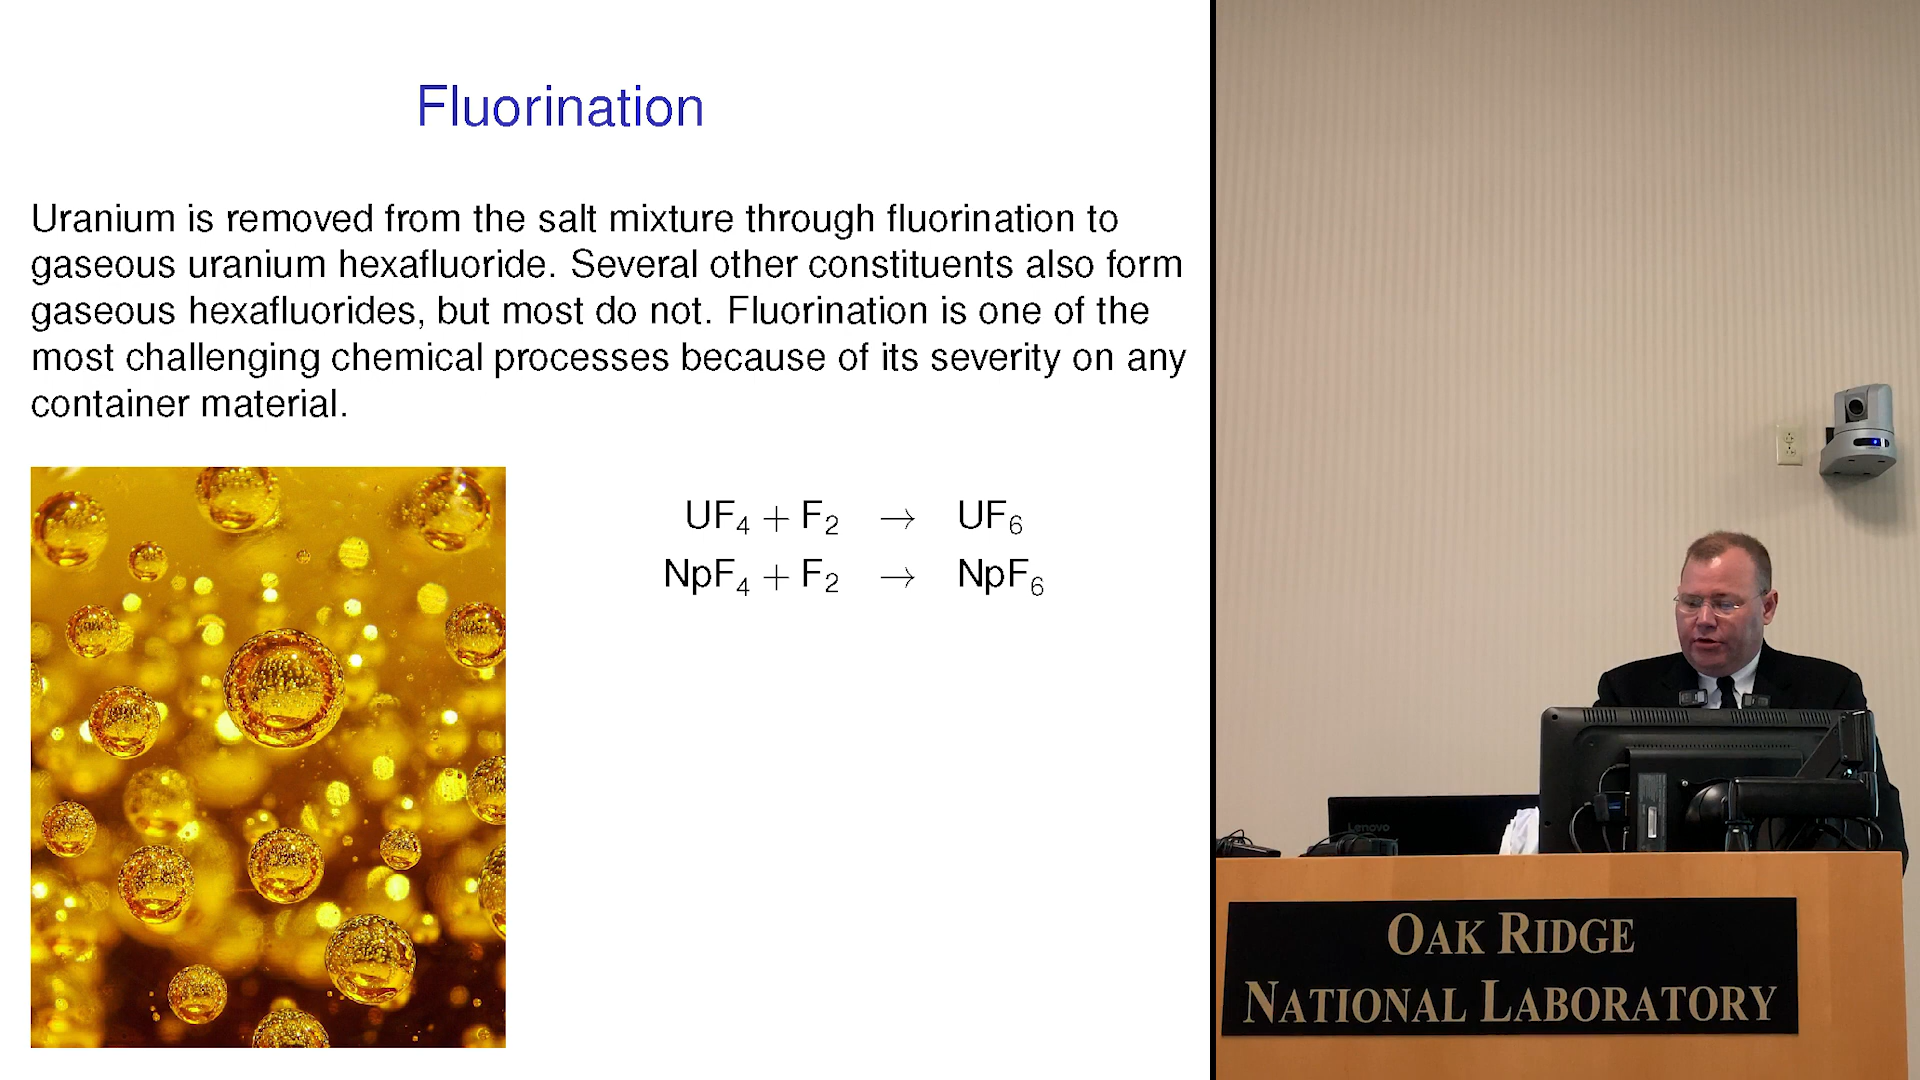 Fluorination
Uranium is removed from the salt mixture through fluorination to
gaseous uranium hexafluoride. Several other constituents also form
gaseous hexafluorides, but most do not. Fluorination is one of the
most challenging chemical processes because of its severity on any
container material.
UF₄ + F₂ → UF₆
NpF₄ + F₂ → NpF₆
Lenovo
OAK RIDGE
NATIONAL LABORATORY